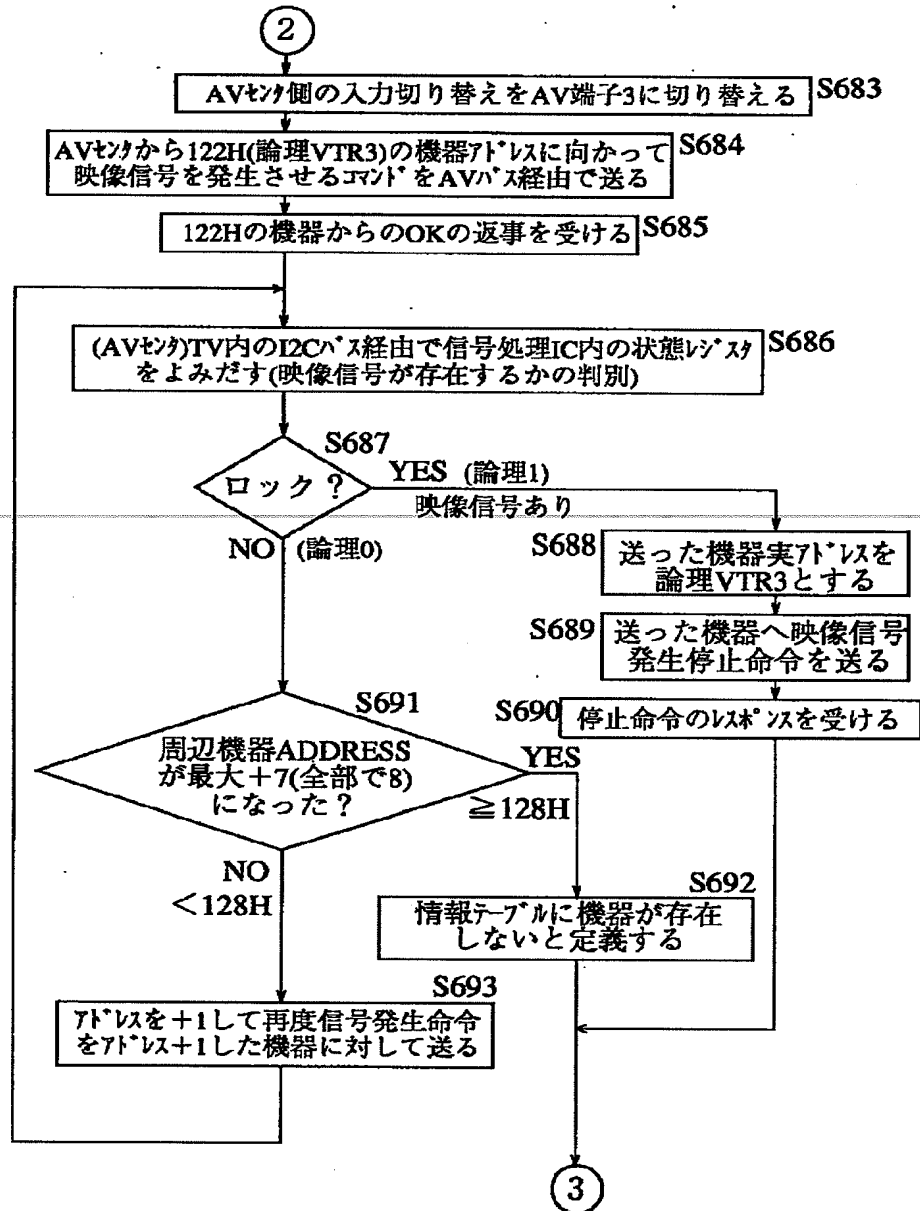 2
AVセンタ側の入力切り替えをAV端子3に切り替える
S683
AVセンタから122H(論理VTR3)の機器アドレスに向かって
映像信号を発生させるコマンドをAVバス経由で送る
S684
122Hの機器からのOKの返事を受ける
S685
(AVセンタ)TV内のI2Cバス経由で信号処理IC内の状態レジスタ
をよみだす(映像信号が存在するかの判別)
S686
S687
ロック？
YES (論理1)
映像信号あり
NO (論理0)
S688
送った機器実アドレスを
論理VTR3とする
S689
送った機器へ映像信号
発生停止命令を送る
S690
停止命令のレスポンスを受ける
S691
周辺機器ADDRESS
が最大＋7(全部で8)
になった？
YES
≧128H
NO
＜128H
S692
情報テーブルに機器が存在
しないと定義する
S693
アドレスを＋1して再度信号発生命令
をアドレス＋1した機器に対して送る
3